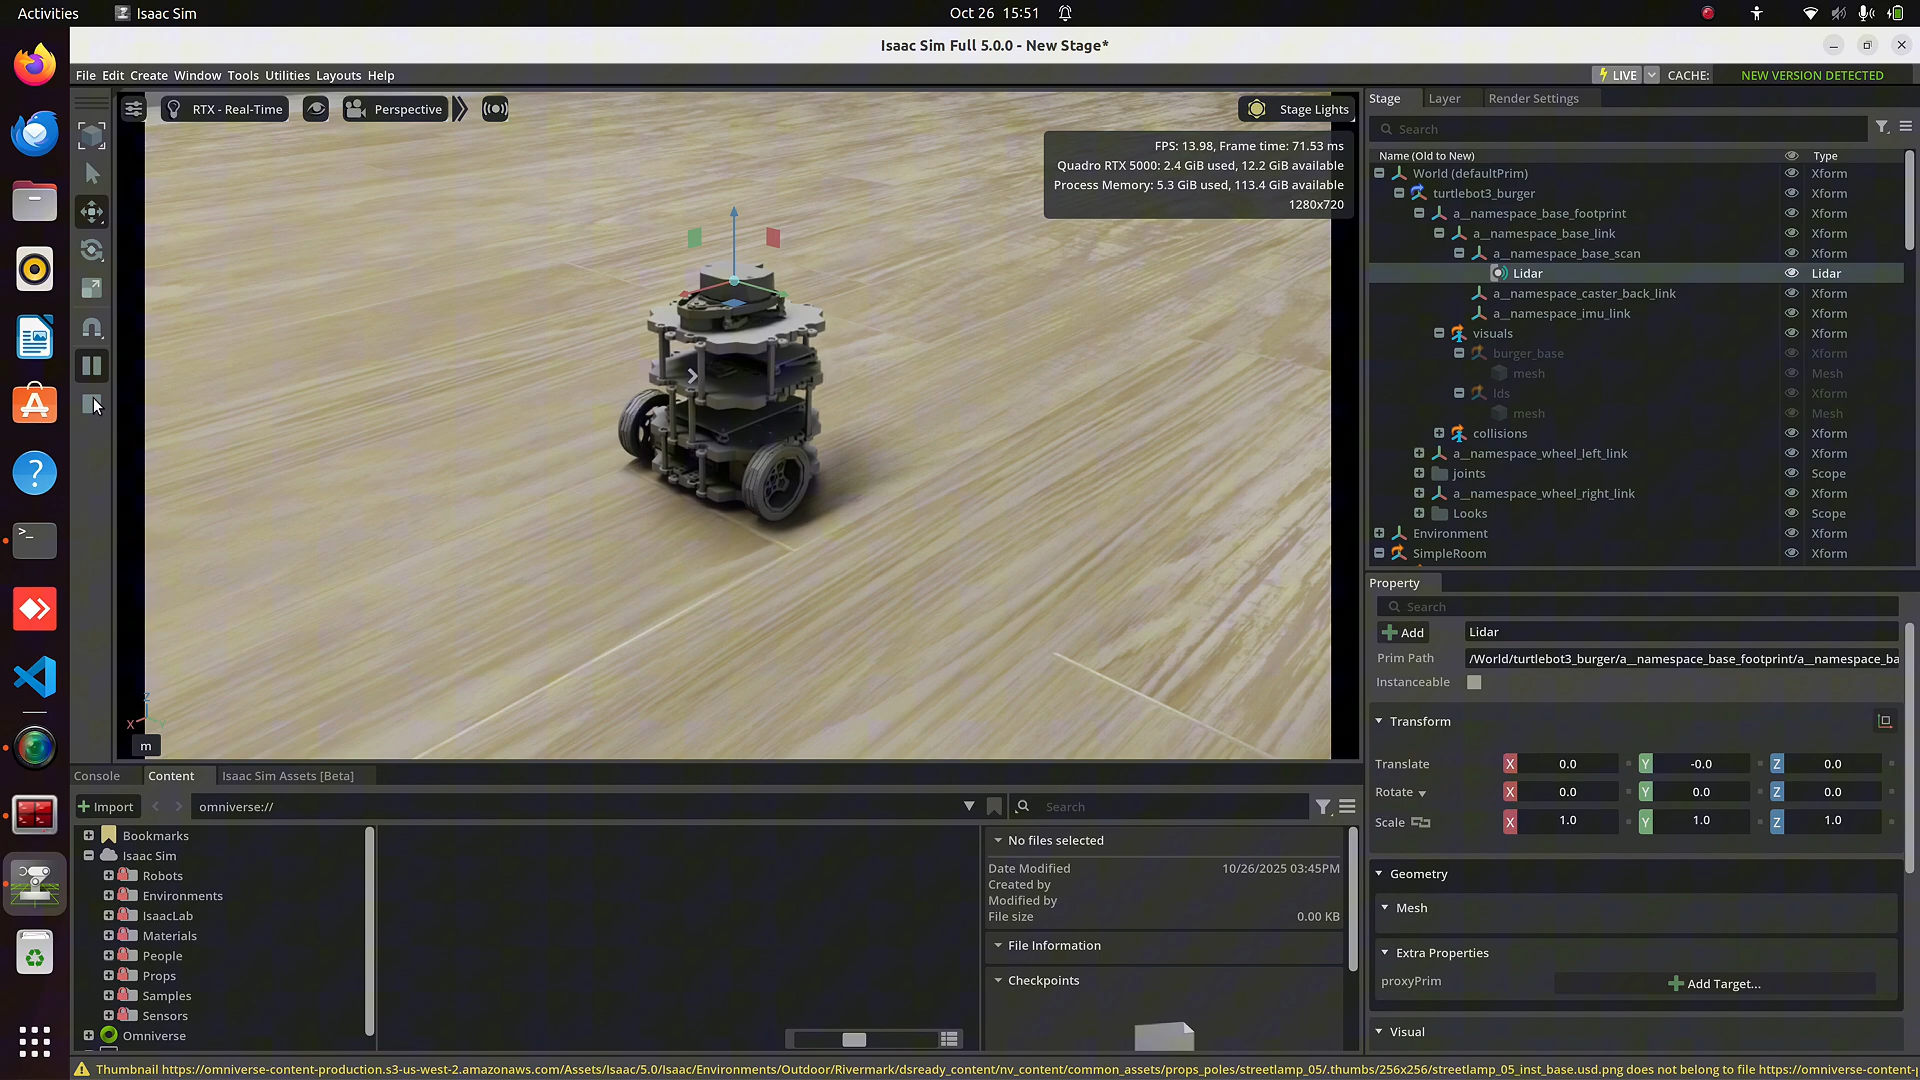 Activities
Isaac Sim
Oct 26 15:51
Isaac Sim Full 5.0.0 - New Stage*
File Edit Create Window Tools Utilities Layouts Help
LIVE
CACHE:
NEW VERSION DETECTED
RTX - Real-Time
Perspective
Stage Lights
FPS: 13.98, Frame time: 71.53 ms
Quadro RTX 5000: 2.4 GiB used, 12.2 GiB available
Process Memory: 5.3 GiB used, 113.4 GiB available
1280x720
Z
X
Y
m
Stage
Layer
Render Settings
Search
Name (Old to New)
Type
World (defaultPrim)
Xform
turtlebot3_burger
Xform
a__namespace_base_footprint
Xform
a__namespace_base_link
Xform
a__namespace_base_scan
Xform
Lidar
Lidar
a__namespace_caster_back_link
Xform
a__namespace_imu_link
Xform
visuals
Xform
burger_base
Xform
mesh
Mesh
lds
Xform
mesh
Mesh
collisions
Xform
a__namespace_wheel_left_link
Xform
joints
Scope
a__namespace_wheel_right_link
Xform
Looks
Scope
Environment
Xform
SimpleRoom
Xform
Property
Search
Add
Lidar
Prim Path
/World/turtlebot3_burger/a__namespace_base_footprint/a__namespace_ba
Instanceable
Transform
Translate
X 0.0
Y -0.0
Z 0.0
Rotate
X 0.0
Y 0.0
Z 0.0
Scale
X 1.0
Y 1.0
Z 1.0
Geometry
Mesh
Extra Properties
proxyPrim
Add Target...
Visual
Console
Content
Isaac Sim Assets [Beta]
Import
omniverse://
Search
Bookmarks
Isaac Sim
Robots
Environments
IsaacLab
Materials
People
Props
Samples
Sensors
Omniverse
No files selected
Date Modified
10/26/2025 03:45PM
Created by
Modified by
File size
0.00 KB
File Information
Checkpoints
Thumbnail https://omniverse-content-production.s3-us-west-2.amazonaws.com/Assets/Isaac/5.0/Isaac/Environments/Outdoor/Rivermark/dsready_content/nv_content/common_assets/props_poles/streetlamp_05/.thumbs/256x256/streetlamp_05_inst_base.usd.png does not belong to file https://omniverse-content-p